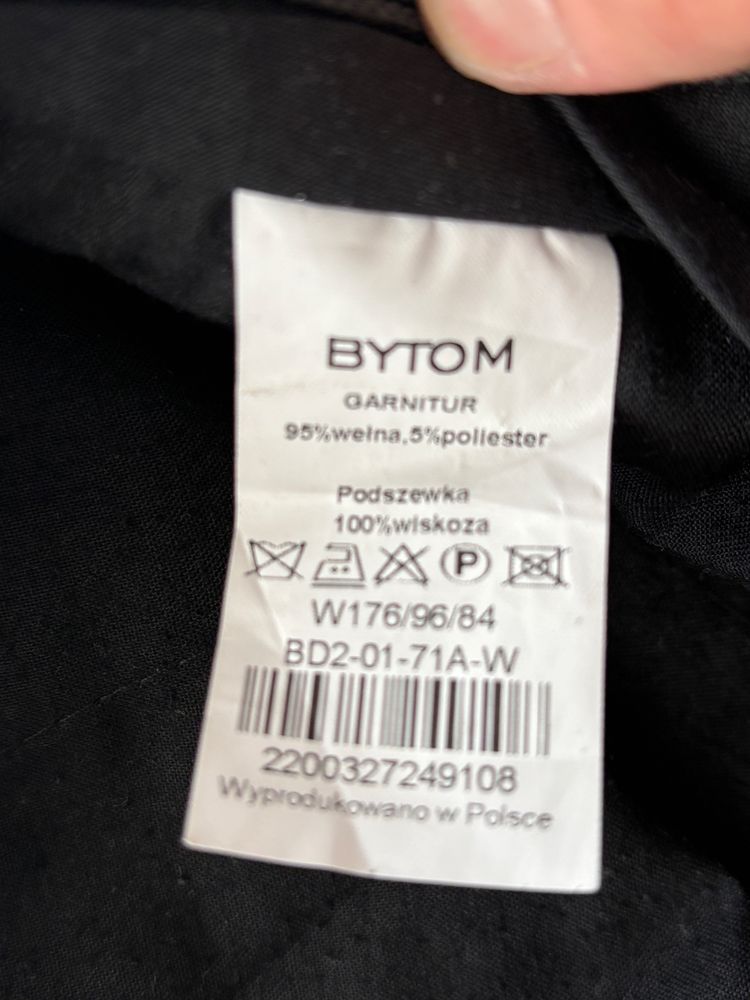 BYTOM
GARNITUR
95%wełna,5%poliester
Podszewka
100%wiskoza
P
W176/96/84
BD2-01-71A-W
2200327249108
Wyprodukowano w Polsce